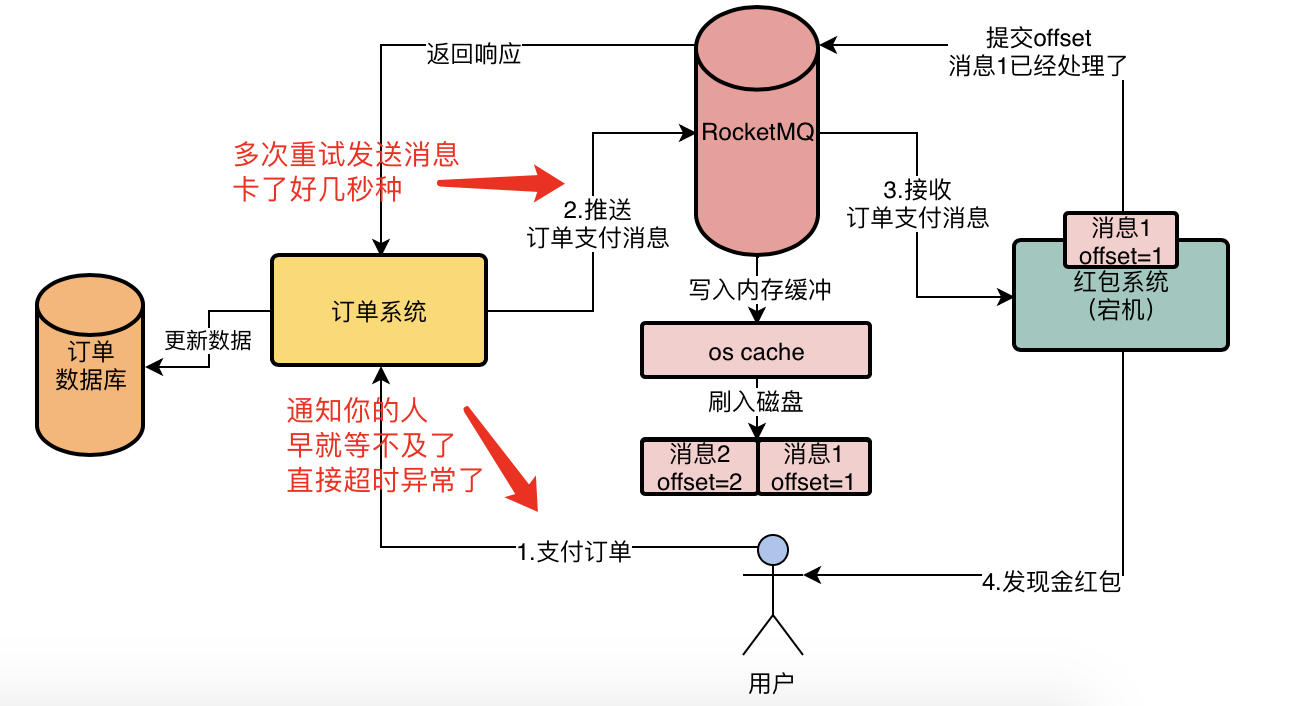 返回响应
提交offset
消息1已经处理了
RocketMQ
多次重试发送消息
卡了好几秒种
2.推送
订单支付消息
3.接收
订单支付消息
消息1
offset=1
红包系统
（宕机）
写入内存缓冲
订单系统
更新数据
订单
数据库
os cache
刷入磁盘
通知你的人
早就等不及了
直接超时异常了
消息2
offset=2
消息1
offset=1
1.支付订单
4.发现金红包
用户